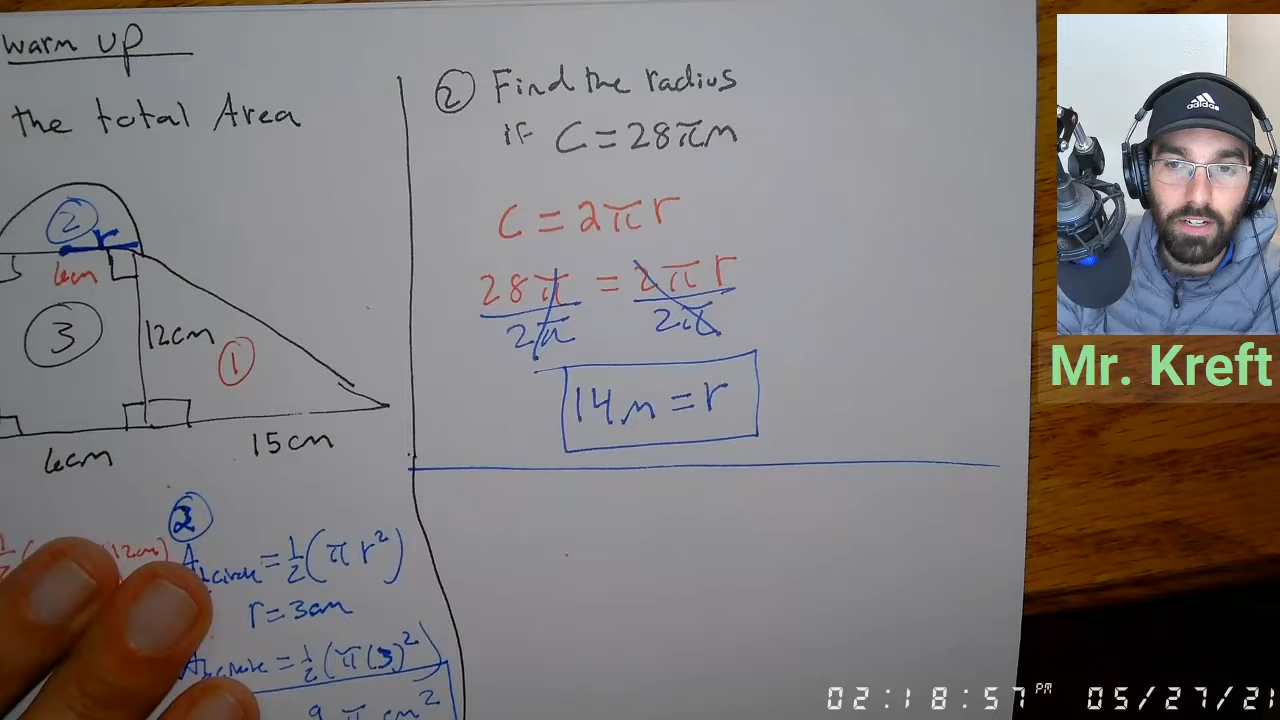 warm up
the total Area
2
r
6cm
3
12cm
1
6cm
15cm
2
= 1/2 (π r²)
r = 3cm
= 1/2 (π(3)²)
π cm²
2 Find the radius
IF C = 28πm
C = 2πr
28π = 2πr
2π 2π
14m = r
adidas
Mr. Kreft
02:18:57 PM 05/27/21